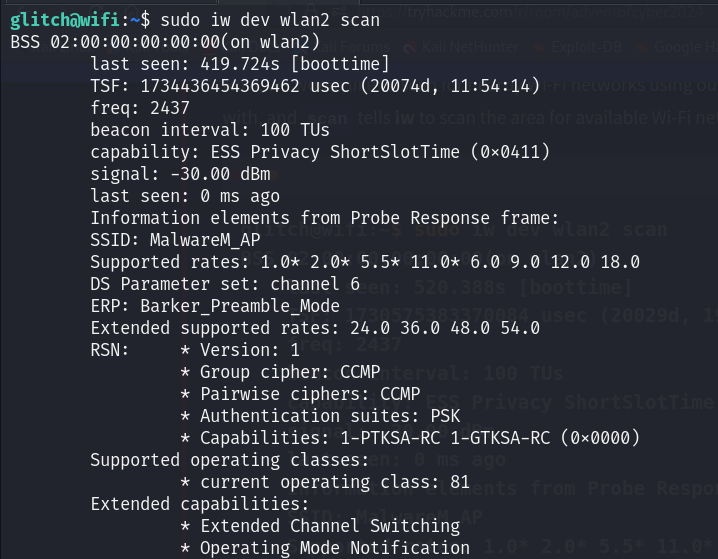 glitch@wifi:~$ sudo iw dev wlan2 scan
BSS 02:00:00:00:00:00(on wlan2)
last seen: 419.724s [boottime]
TSF: 1734436454369462 usec (20074d, 11:54:14)
freq: 2437
beacon interval: 100 TUs
capability: ESS Privacy ShortSlotTime (0×0411)
signal: -30.00 dBm
last seen: 0 ms ago
Information elements from Probe Response frame:
SSID: MalwareM_AP
Supported rates: 1.0* 2.0* 5.5* 11.0* 6.0 9.0 12.0 18.0
DS Parameter set: channel 6
ERP: Barker_Preamble_Mode
Extended supported rates: 24.0 36.0 48.0 54.0
RSN: * Version: 1
* Group cipher: CCMP
* Pairwise ciphers: CCMP
* Authentication suites: PSK
* Capabilities: 1-PTKSA-RC 1-GTKSA-RC (0×0000)
Supported operating classes:
* current operating class: 81
Extended capabilities:
* Extended Channel Switching
* Operating Mode Notification